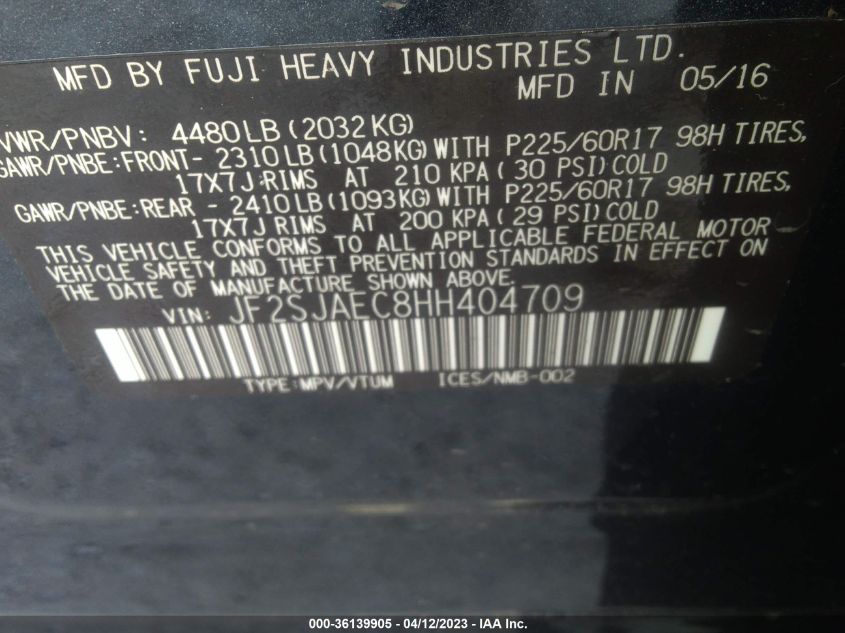 MFD BY FUJI HEAVY INDUSTRIES LTD.
MFD IN 05/16
VWR/PNBV: 4480LB(2032KG)
GAWR/PNBE:FRONT- 2310LB(1048KG)WITH P225/60R17 98H TIRES,
17X7J RIMS AT 210 KPA(30 PSI)COLD
GAWR/PNBE:REAR - 2410LB(1093KG)WITH P225/60R17 98H TIRES,
17X7J RIMS AT 200 KPA(29 PSI)COLD
THIS VEHICLE CONFORMS TO ALL APPLICABLE FEDERAL MOTOR
VEHICLE SAFETY AND THEFT PREVENTION STANDARDS IN EFFECT ON
THE DATE OF MANUFACTURE SHOWN ABOVE.
VIN: JF2SJAEC8HH404709
TYPE:MPV/VTUM ICES/NMB-002
000-36139905 - 04/12/2023 - IAA Inc.